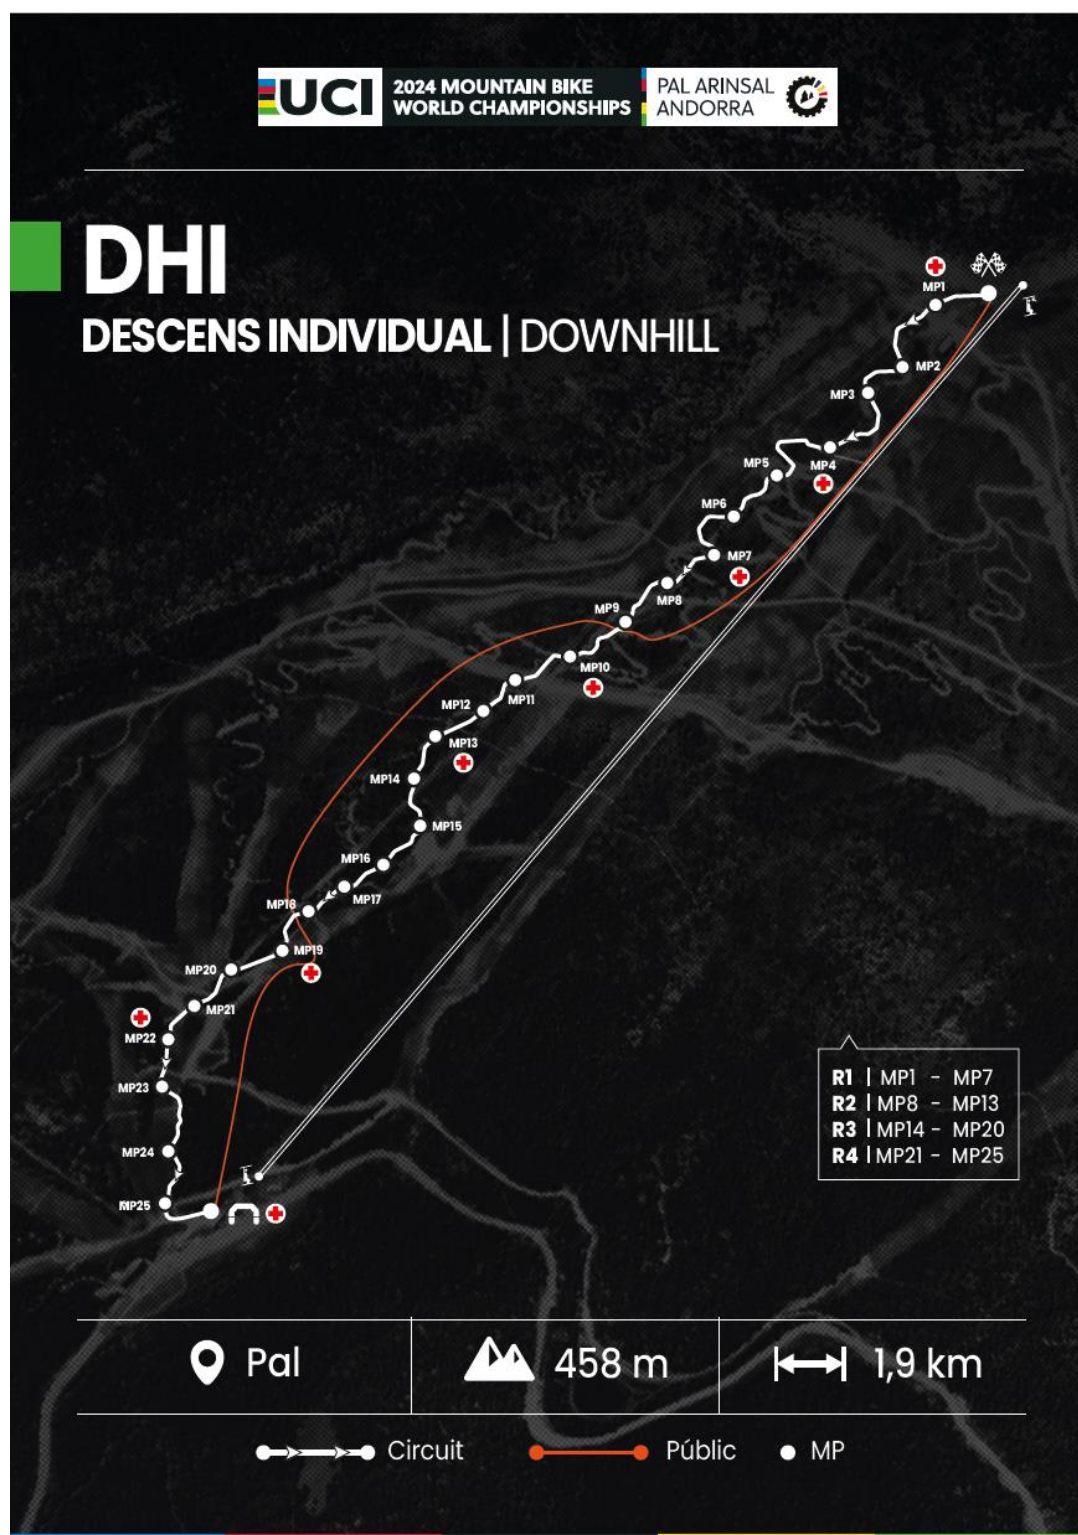 UCI
2024 MOUNTAIN BIKE
WORLD CHAMPIONSHIPS
PAL ARINSAL
ANDORRA
DHI
DESCENS INDIVIDUAL | DOWNHILL
MP1
MP2
MP3
MP4
MP5
MP6
MP7
MP8
MP9
MP10
MP11
MP12
MP13
MP14
MP15
MP16
MP17
MP18
MP19
MP20
MP21
MP22
MP23
MP24
MP25
R1 | MP1 - MP7
R2 | MP8 - MP13
R3 | MP14 - MP20
R4 | MP21 - MP25
Pal
458 m
1,9 km
Circuit
Públic
MP